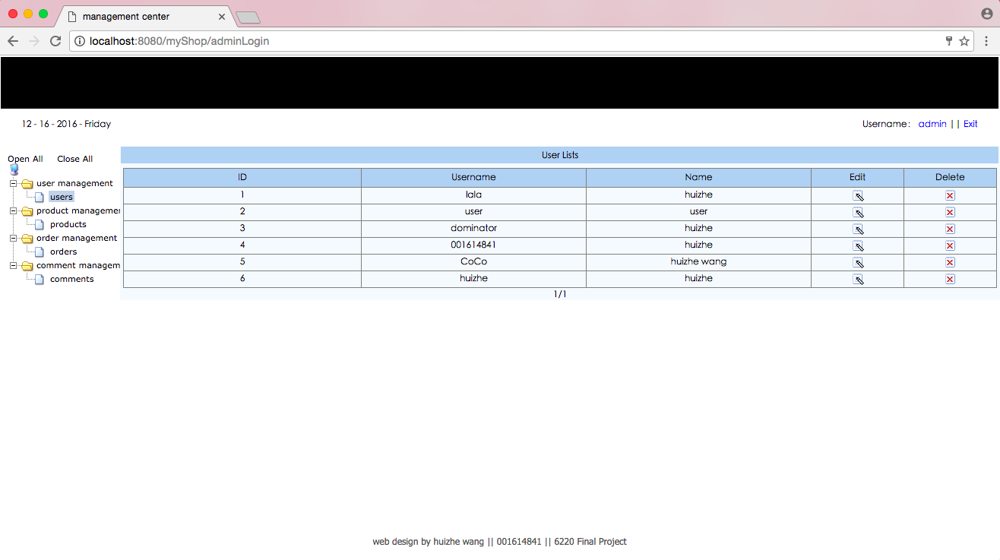 management center
localhost:8080/myShop/adminLogin
12 - 16 - 2016 - Friday
Username: admin || Exit
Open All Close All
user management
users
product managemen
products
order management
orders
comment managem
comments
User Lists
ID Username Name Edit Delete
1 lala huizhe
2 user user
3 dominator huizhe
4 001614841 huizhe
5 CoCo huizhe wang
6 huizhe huizhe
1/1
web design by huizhe wang || 001614841 || 6220 Final Project